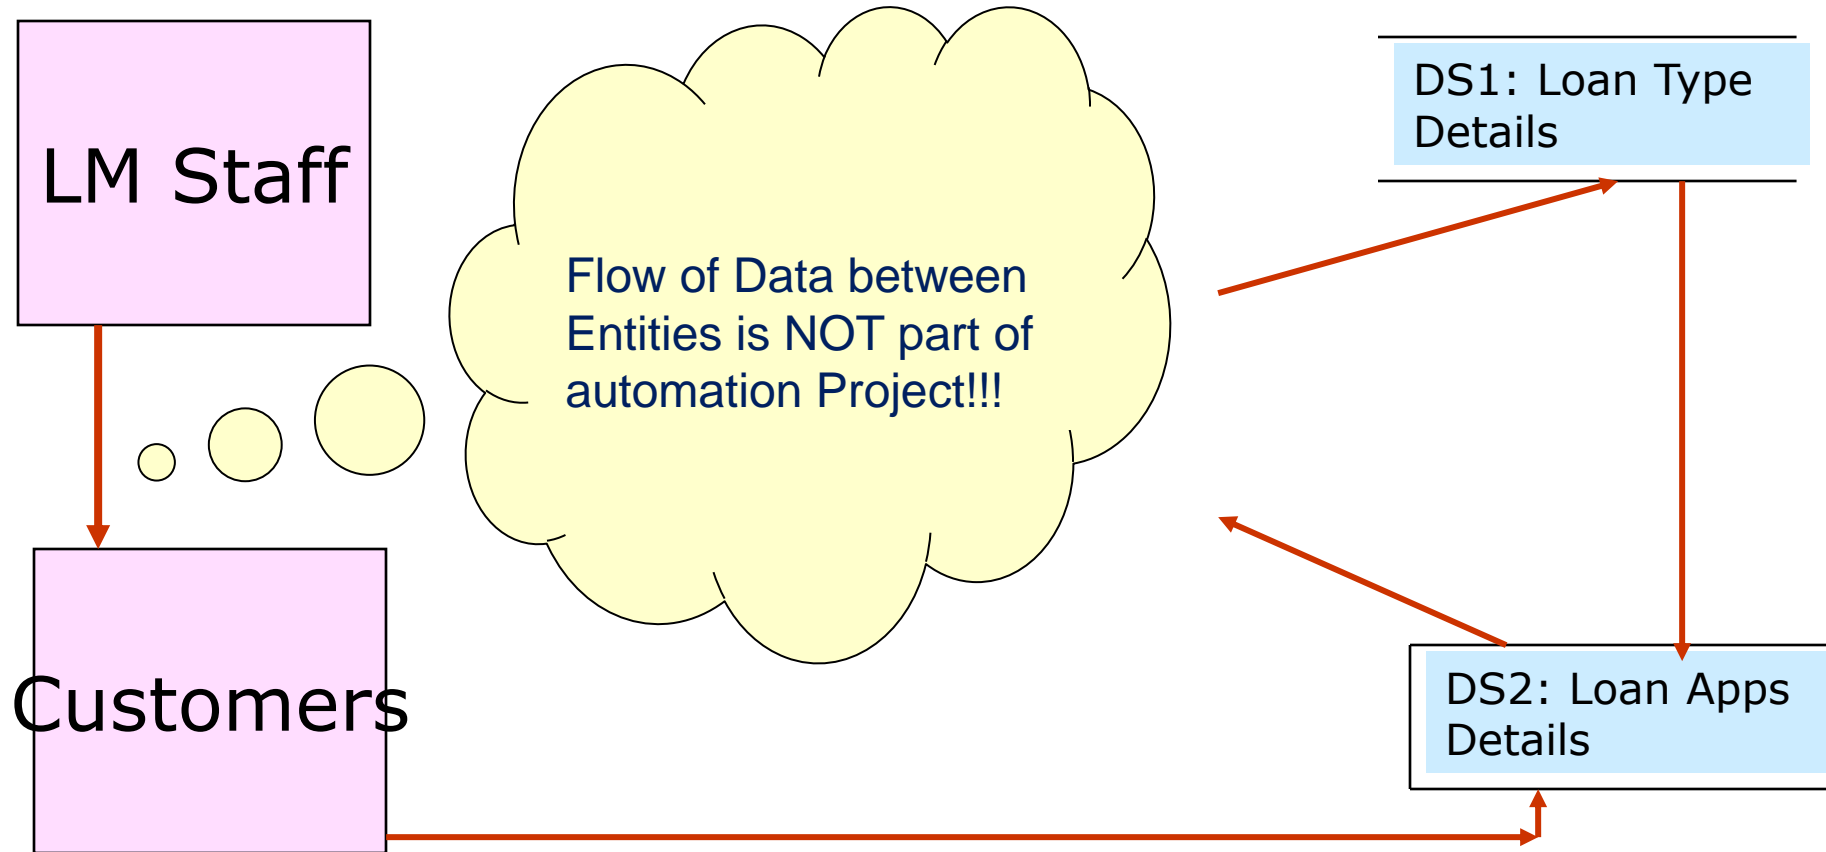 LM Staff
Flow of Data between
Entities is NOT part of
automation Project!!!
DS1: Loan Type
Details
Customers
DS2: Loan Apps
Details